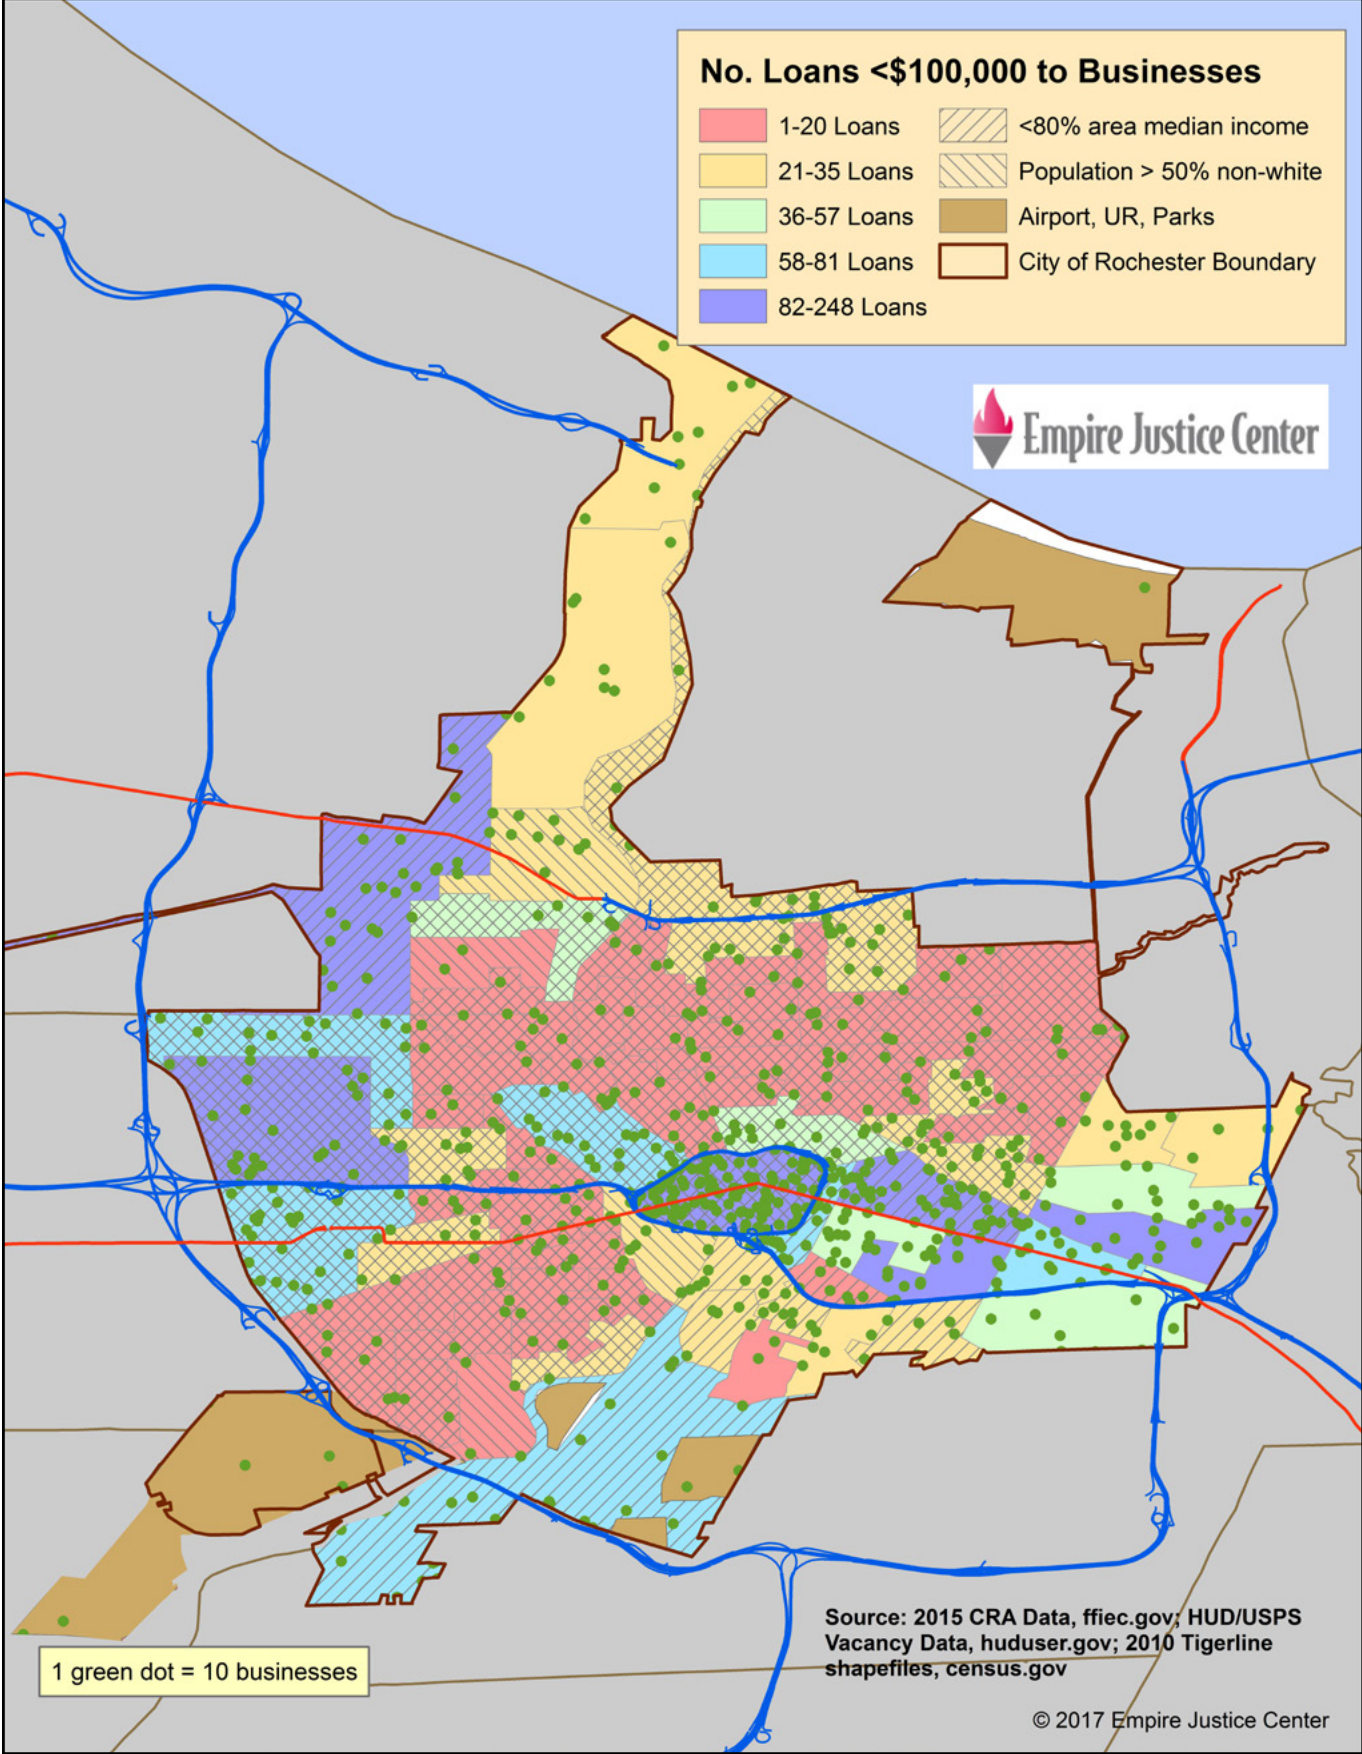 No. Loans <$100,000 to Businesses
1-20 Loans
21-35 Loans
36-57 Loans
58-81 Loans
82-248 Loans
<80% area median income
Population > 50% non-white
Airport, UR, Parks
City of Rochester Boundary
Empire Justice Center
Source: 2015 CRA Data, ffiec.gov; HUD/USPS
Vacancy Data, huduser.gov; 2010 Tigerline
shapefiles, census.gov
1 green dot = 10 businesses
© 2017 Empire Justice Center